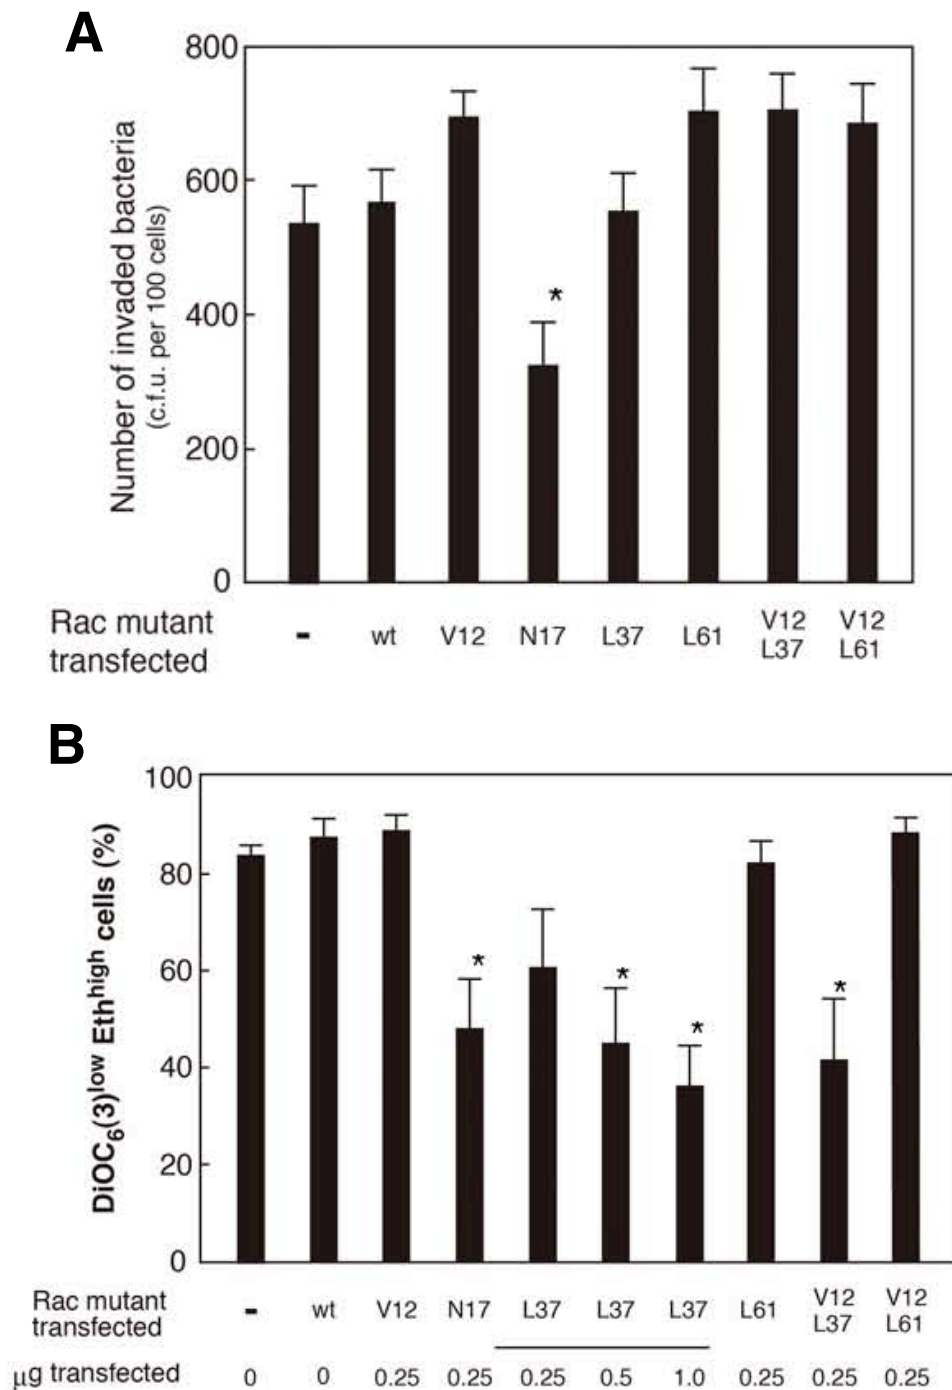 A
800
600
400
200
0
Number of invaded bacteria
(c.f.u. per 100 cells)
*
Rac mutant
transfected
- wt V12 N17 L37 L61 V12 L37 V12 L61
B
100
80
60
40
20
0
DiOC6(3)low Ethhigh cells (%)
* * * *
Rac mutant
transfected
- wt V12 N17 L37 L37 L37 L61 V12 L37 V12 L61
µg transfected 0 0 0.25 0.25 0.25 0.5 1.0 0.25 0.25 0.25